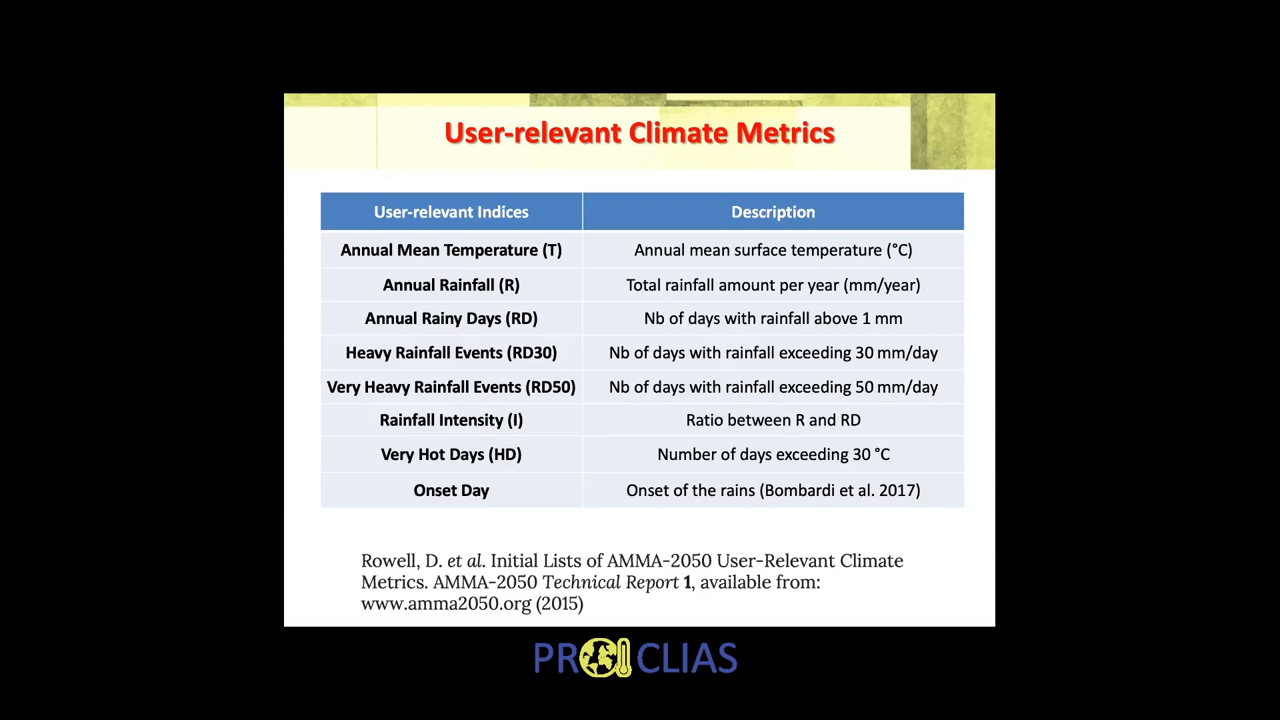 User-relevant Climate Metrics
User-relevant Indices Description
Annual Mean Temperature (T) Annual mean surface temperature (°C)
Annual Rainfall (R) Total rainfall amount per year (mm/year)
Annual Rainy Days (RD) Nb of days with rainfall above 1 mm
Heavy Rainfall Events (RD30) Nb of days with rainfall exceeding 30 mm/day
Very Heavy Rainfall Events (RD50) Nb of days with rainfall exceeding 50 mm/day
Rainfall Intensity (I) Ratio between R and RD
Very Hot Days (HD) Number of days exceeding 30 °C
Onset Day Onset of the rains (Bombardi et al. 2017)
Rowell, D. et al. Initial Lists of AMMA-2050 User-Relevant Climate
Metrics. AMMA-2050 Technical Report 1, available from:
www.amma2050.org (2015)
PROCLIAS